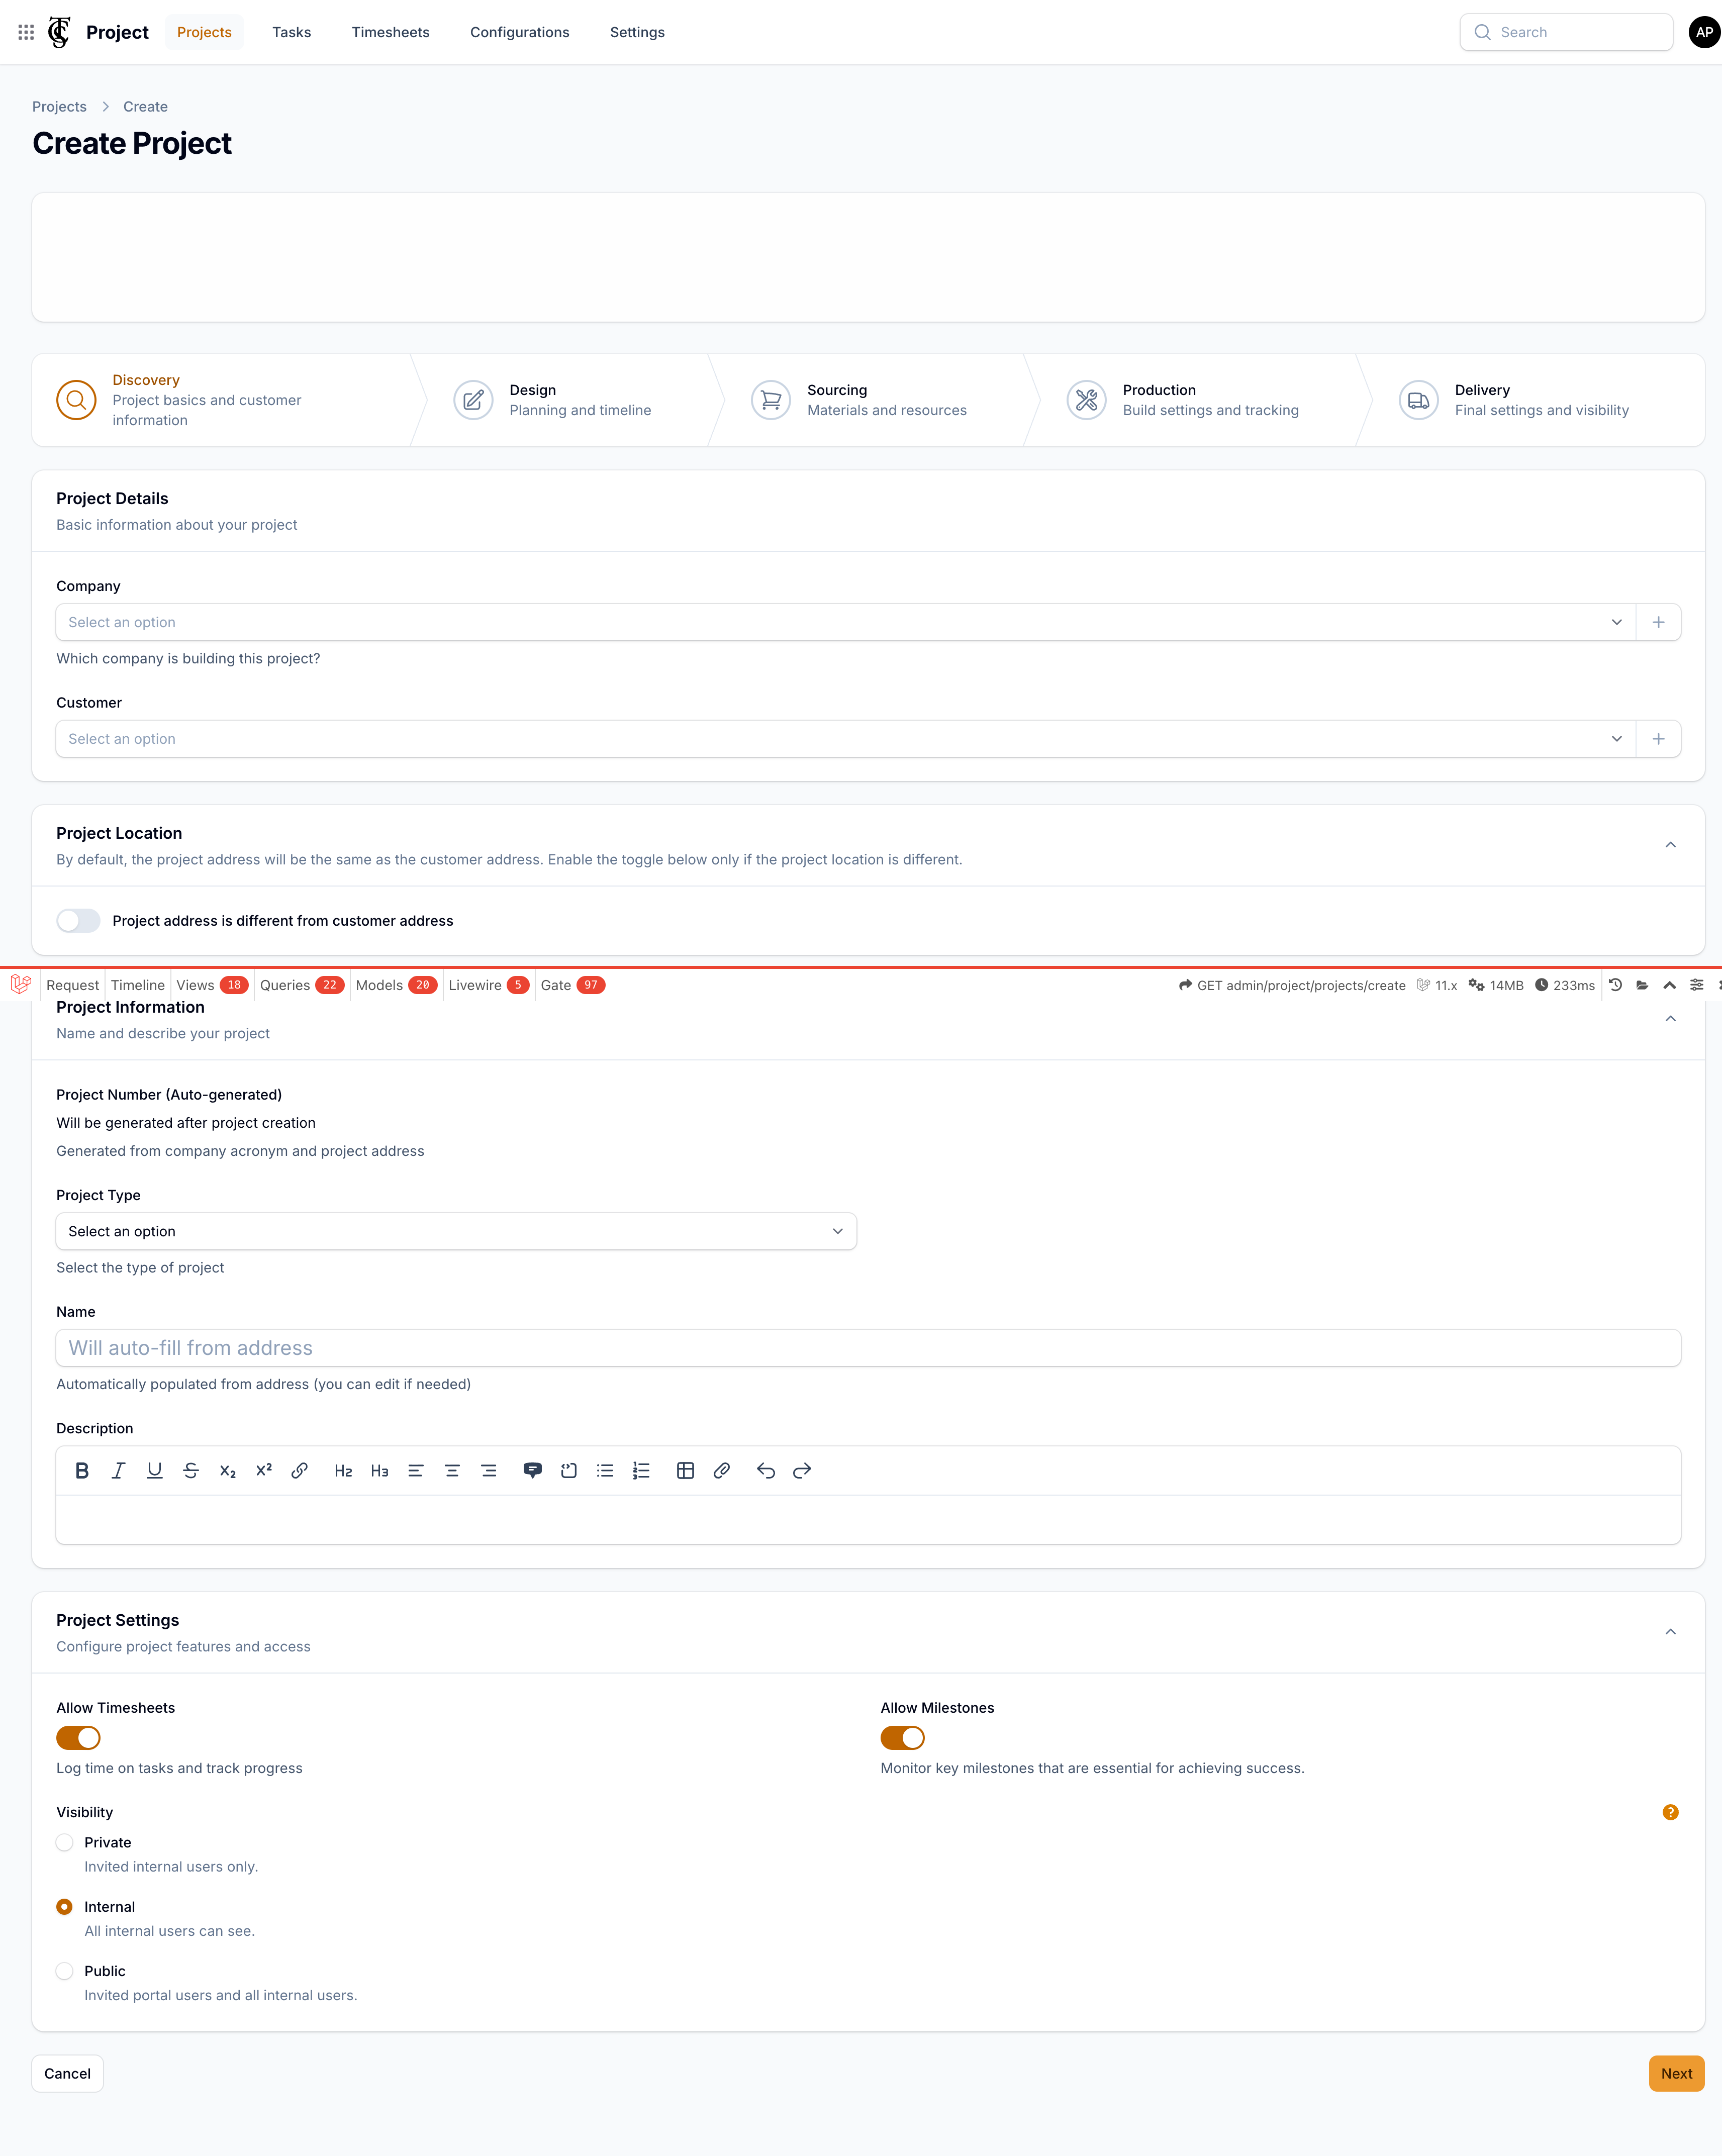 Project
Projects
Tasks
Timesheets
Configurations
Settings
Search
AP
Projects
Create
Create Project
Discovery
Project basics and customer
information
Design
Planning and timeline
Sourcing
Materials and resources
Production
Build settings and tracking
Delivery
Final settings and visibility
Project Details
Basic information about your project
Company
Select an option
Which company is building this project?
Customer
Select an option
Project Location
By default, the project address will be the same as the customer address. Enable the toggle below only if the project location is different.
Project address is different from customer address
Request
Timeline
Views 18
Queries 22
Models 20
Livewire 5
Gate 97
GET admin/project/projects/create
11.x
14MB
233ms
Project Information
Name and describe your project
Project Number (Auto-generated)
Will be generated after project creation
Generated from company acronym and project address
Project Type
Select an option
Select the type of project
Name
Will auto-fill from address
Automatically populated from address (you can edit if needed)
Description
B I U S X₂ X² H2 H3
Project Settings
Configure project features and access
Allow Timesheets
Log time on tasks and track progress
Allow Milestones
Monitor key milestones that are essential for achieving success.
Visibility
?
Private
Invited internal users only.
Internal
All internal users can see.
Public
Invited portal users and all internal users.
Cancel
Next